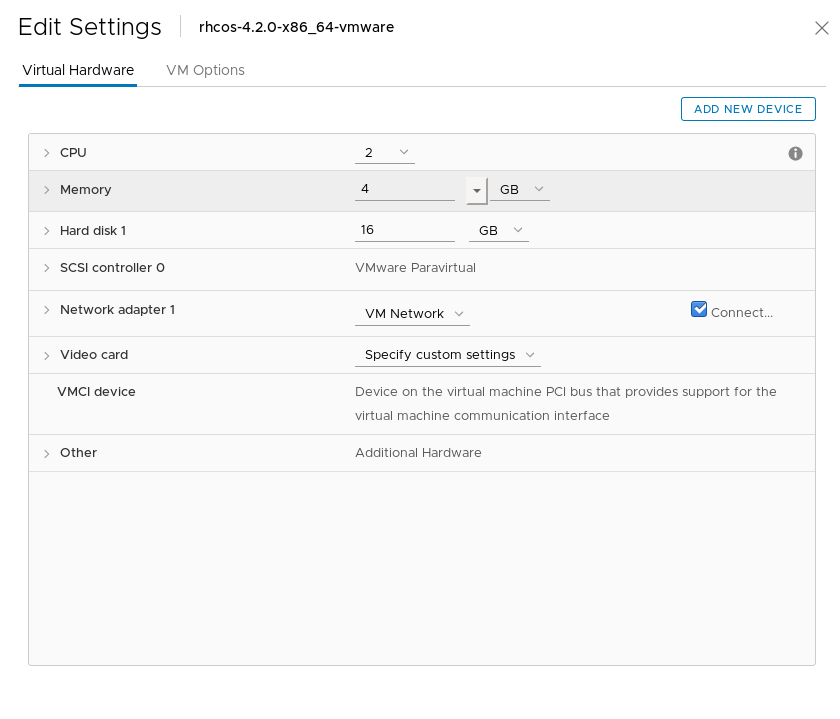 Edit Settings rhcos-4.2.0-x86_64-vmware
Virtual Hardware VM Options
ADD NEW DEVICE
CPU 2
Memory 4 GB
Hard disk 1 16 GB
SCSI controller 0 VMware Paravirtual
Network adapter 1 VM Network Connect...
Video card Specify custom settings
VMCI device Device on the virtual machine PCI bus that provides support for the
virtual machine communication interface
Other Additional Hardware